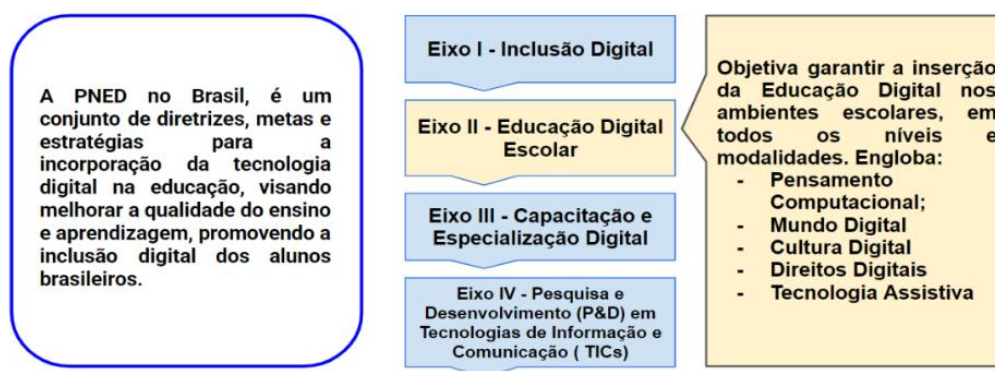 A PNED no Brasil, é um
conjunto de diretrizes, metas e
estratégias para a
incorporação da tecnologia
digital na educação, visando
melhorar a qualidade do ensino
e aprendizagem, promovendo a
inclusão digital dos alunos
brasileiros.
Eixo I - Inclusão Digital
Eixo II - Educação Digital
Escolar
Eixo III - Capacitação e
Especialização Digital
Eixo IV - Pesquisa e
Desenvolvimento (P&D) em
Tecnologias de Informação e
Comunicação ( TICs)
Objetiva garantir a inserção
da Educação Digital nos
ambientes escolares, em
todos os níveis e
modalidades. Engloba:
- Pensamento
Computacional;
- Mundo Digital
- Cultura Digital
- Direitos Digitais
- Tecnologia Assistiva